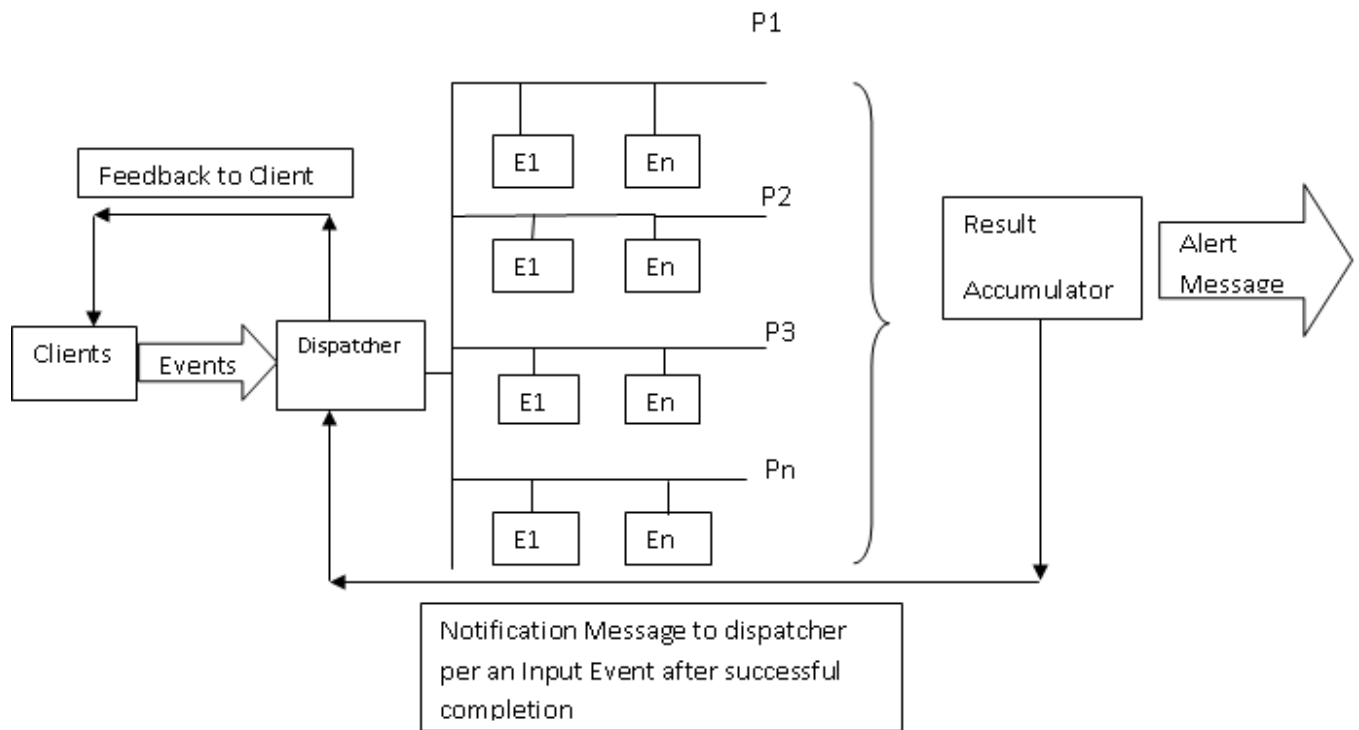 P1
E1
En
Feedback to Client
P2
E1
En
Result
Accumulator
Alert
Message
Clients
Events
Dispatcher
P3
E1
En
Pn
E1
En
Notification Message to dispatcher
per an Input Event after successful
completion